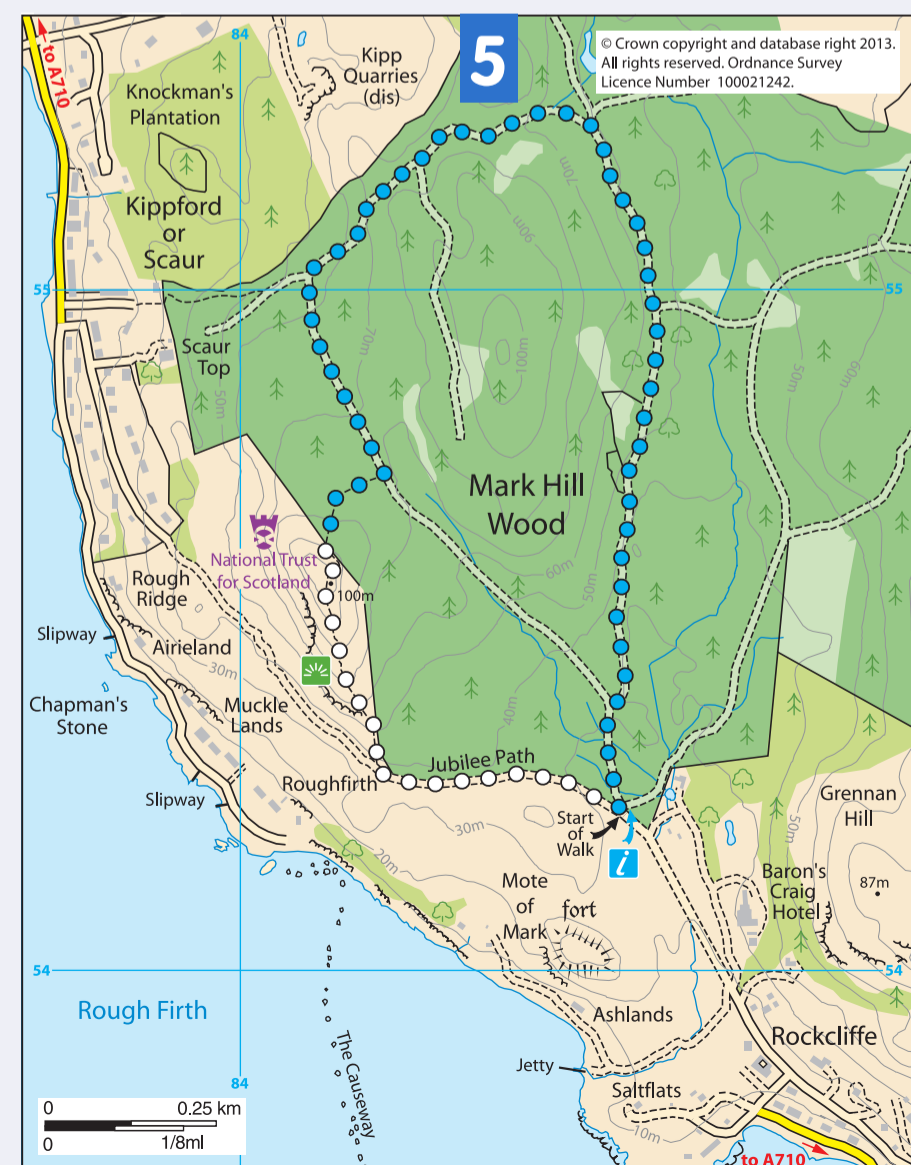 to A710
84
5
© Crown copyright and database right 2013.
All rights reserved. Ordnance Survey
Licence Number 100021242.
Kipp
Quarries
(dis)
Knockman's
Plantation
Kippford
or
Scaur
70m
90m
55
55
Scaur
Top
70m
100m
50m
50m
60m
Mark Hill
Wood
National Trust
for Scotland
60m
50m
100m
Rough
Ridge
Slipway
Airieland
30m
Chapman's
Stone
Muckle
Lands
40m
Jubilee Path
Roughfirth
Slipway
Start
of
Walk
i
30m
20m
Grennan
Hill
50m
87m
Baron's
Craig
Hotel
Mote
of
Mark
fort
54
54
Rough Firth
Ashlands
Rockcliffe
The Causeway
Jetty
Saltflats
84
10m
0
0.25 km
0
1/8ml
to A710